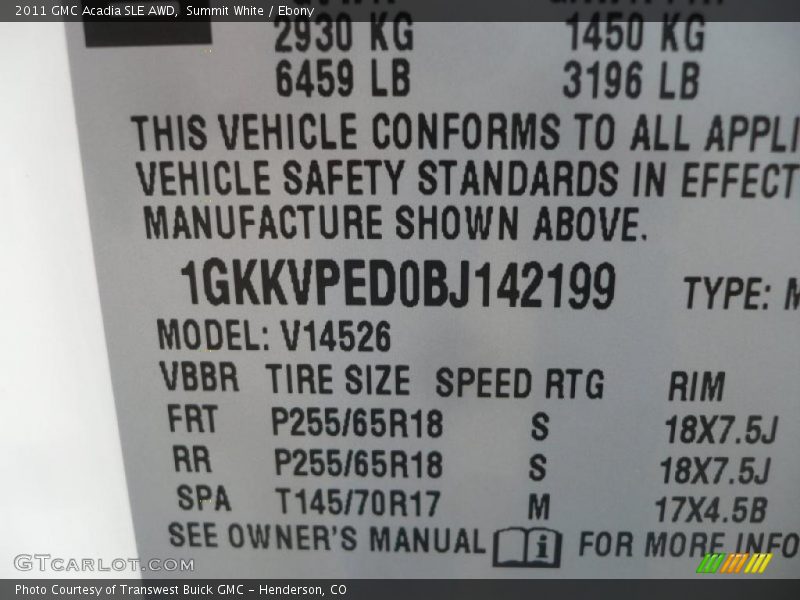 2011 GMC Acadia SLE AWD, Summit White / Ebony
2930 KG 1450 KG
6459 LB 3196 LB
THIS VEHICLE CONFORMS TO ALL APPLI
VEHICLE SAFETY STANDARDS IN EFFECT
MANUFACTURE SHOWN ABOVE.
1GKKVPED0BJ142199 TYPE: M
MODEL: V14526
VBBR TIRE SIZE SPEED RTG RIM
FRT P255/65R18 S 18X7.5J
RR P255/65R18 S 18X7.5J
SPA T145/70R17 M 17X4.5B
SEE OWNER'S MANUAL i FOR MORE INFO
GTCarLot.com
Photo Courtesy of Transwest Buick GMC - Henderson, CO